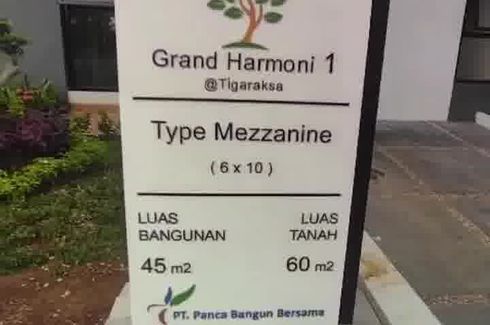 Grand Harmoni 1
@Tigaraksa
Type Mezzanine
( 6 x 10 )
LUAS BANGUNAN
45 m2
LUAS TANAH
60 m2
PT. Panca Bangun Bersama